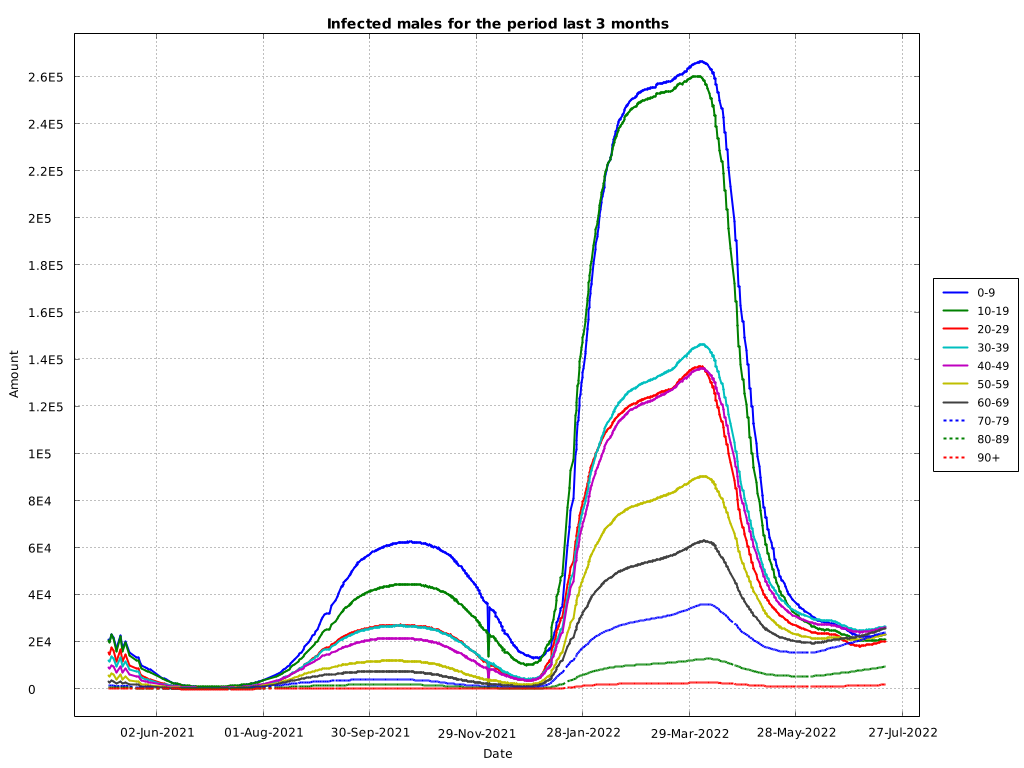 Infected males for the period last 3 months
Amount
2.6E5
2.4E5
2.2E5
2E5
1.8E5
1.6E5
1.4E5
1.2E5
1E5
8E4
6E4
4E4
2E4
0
02-Jun-2021 01-Aug-2021 30-Sep-2021 29-Nov-2021 28-Jan-2022 29-Mar-2022 28-May-2022 27-Jul-2022
Date
0-9
10-19
20-29
30-39
40-49
50-59
60-69
70-79
80-89
90+